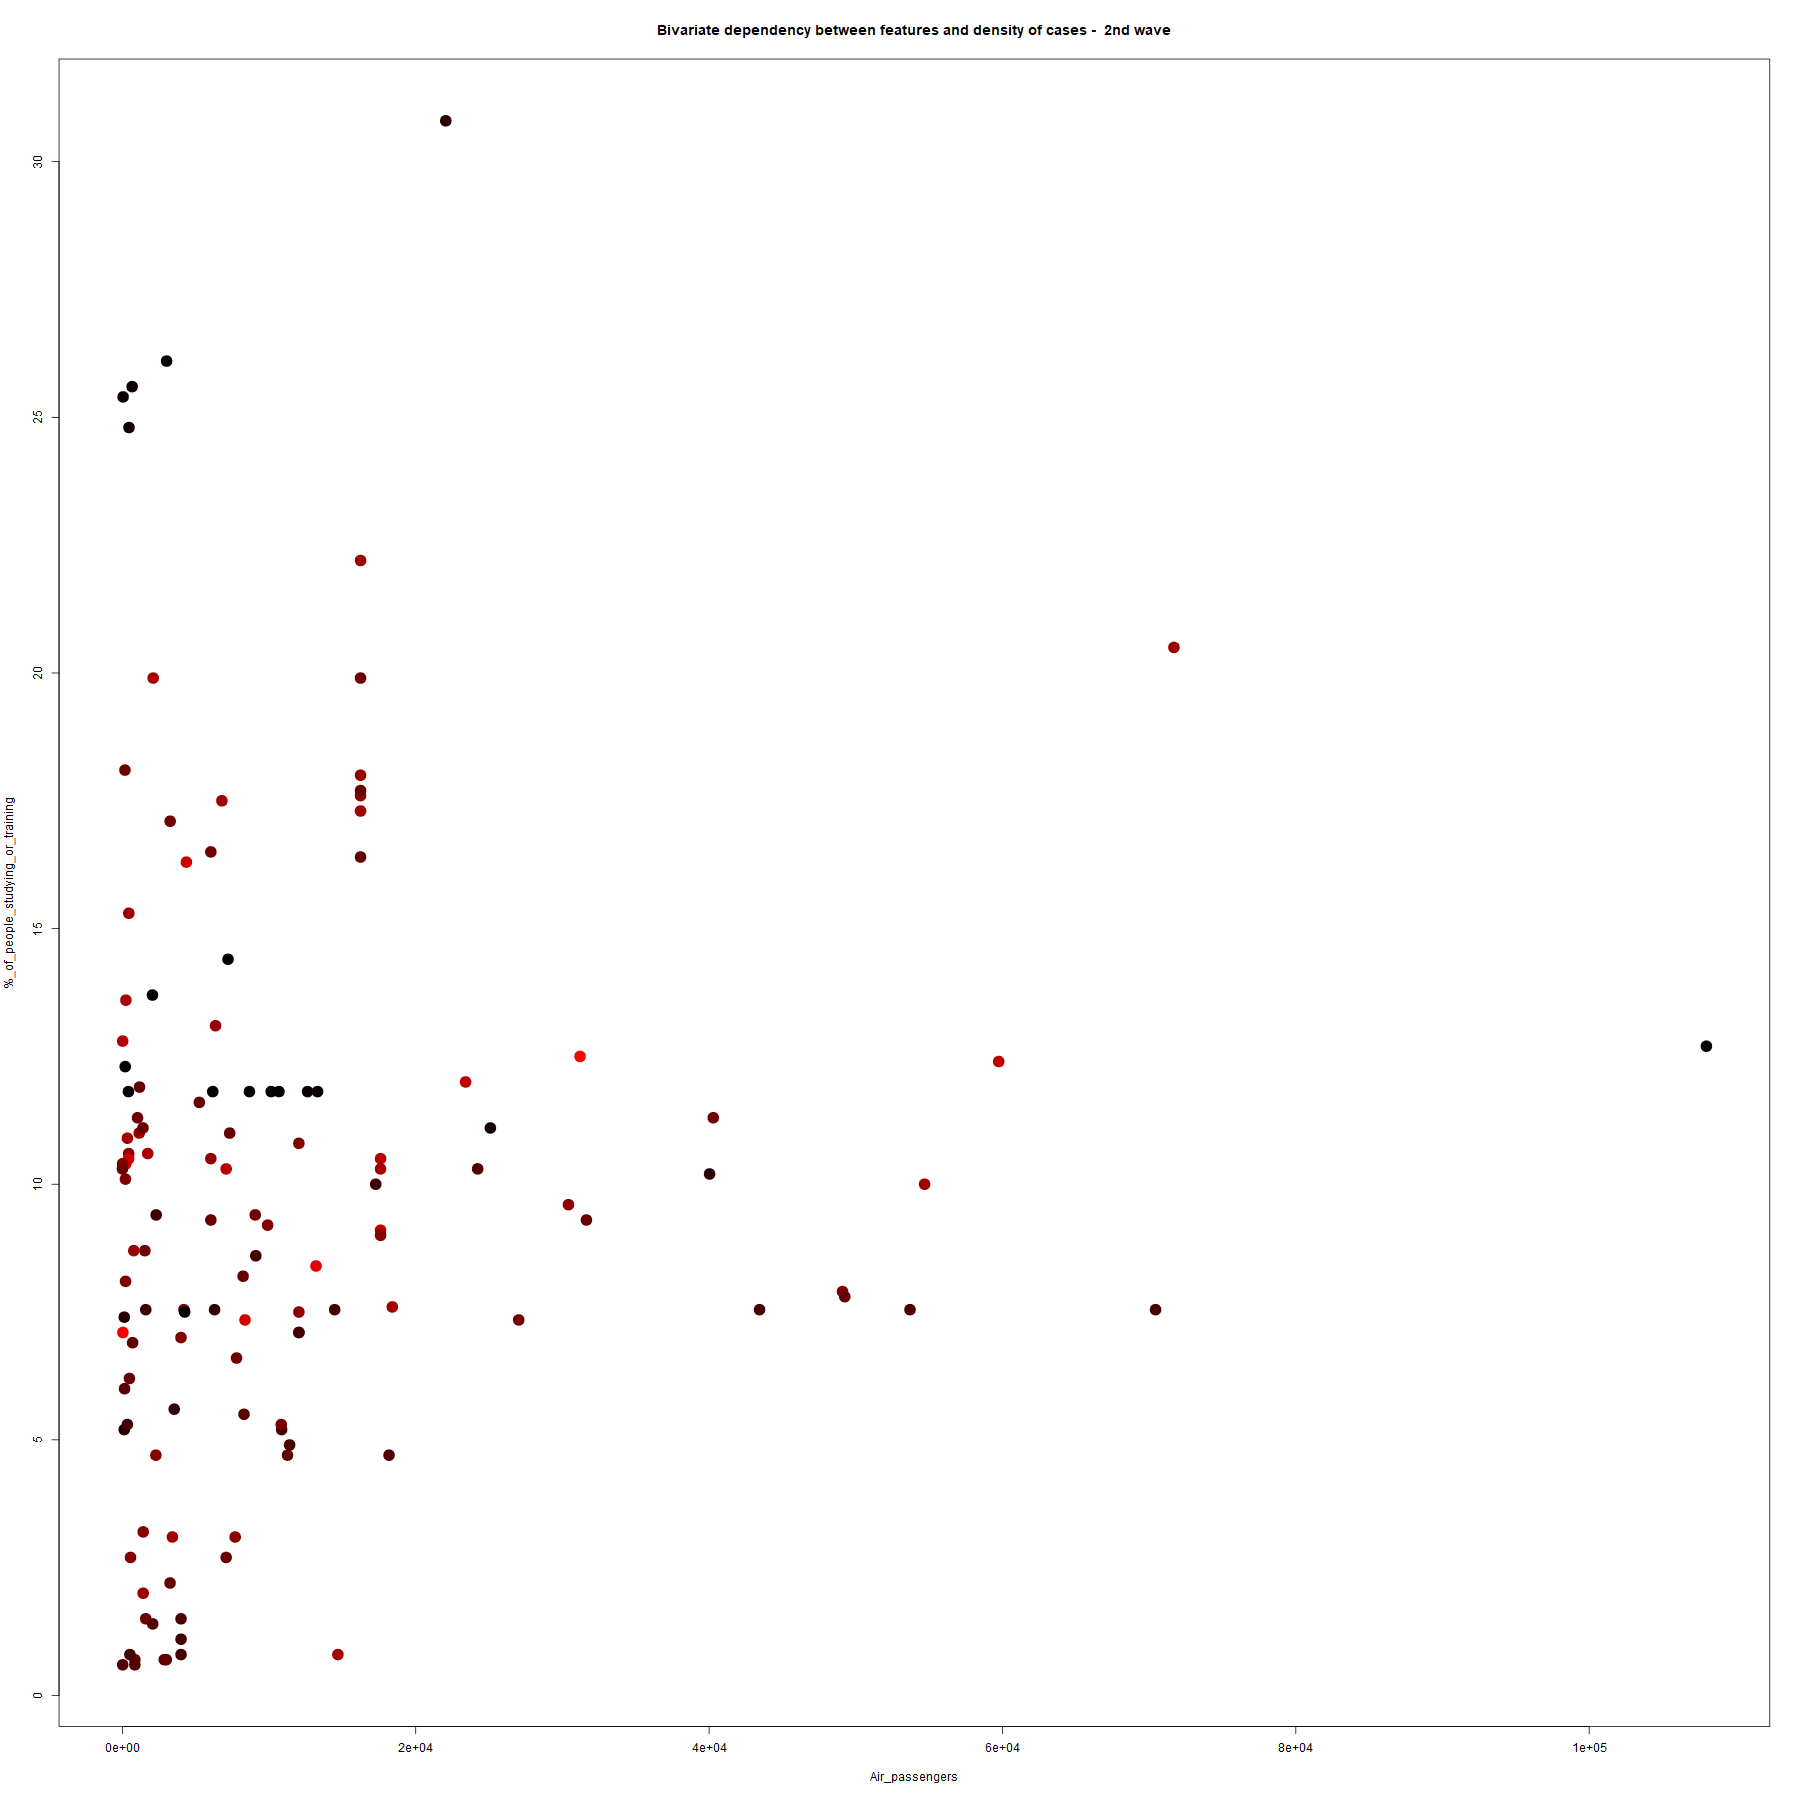 Bivariate dependency between features and density of cases -  2nd wave
%_of_people_studying_or_training
30
25
20
15
10
5
0
0e+00 2e+04 4e+04 6e+04 8e+04 1e+05
Air_passengers